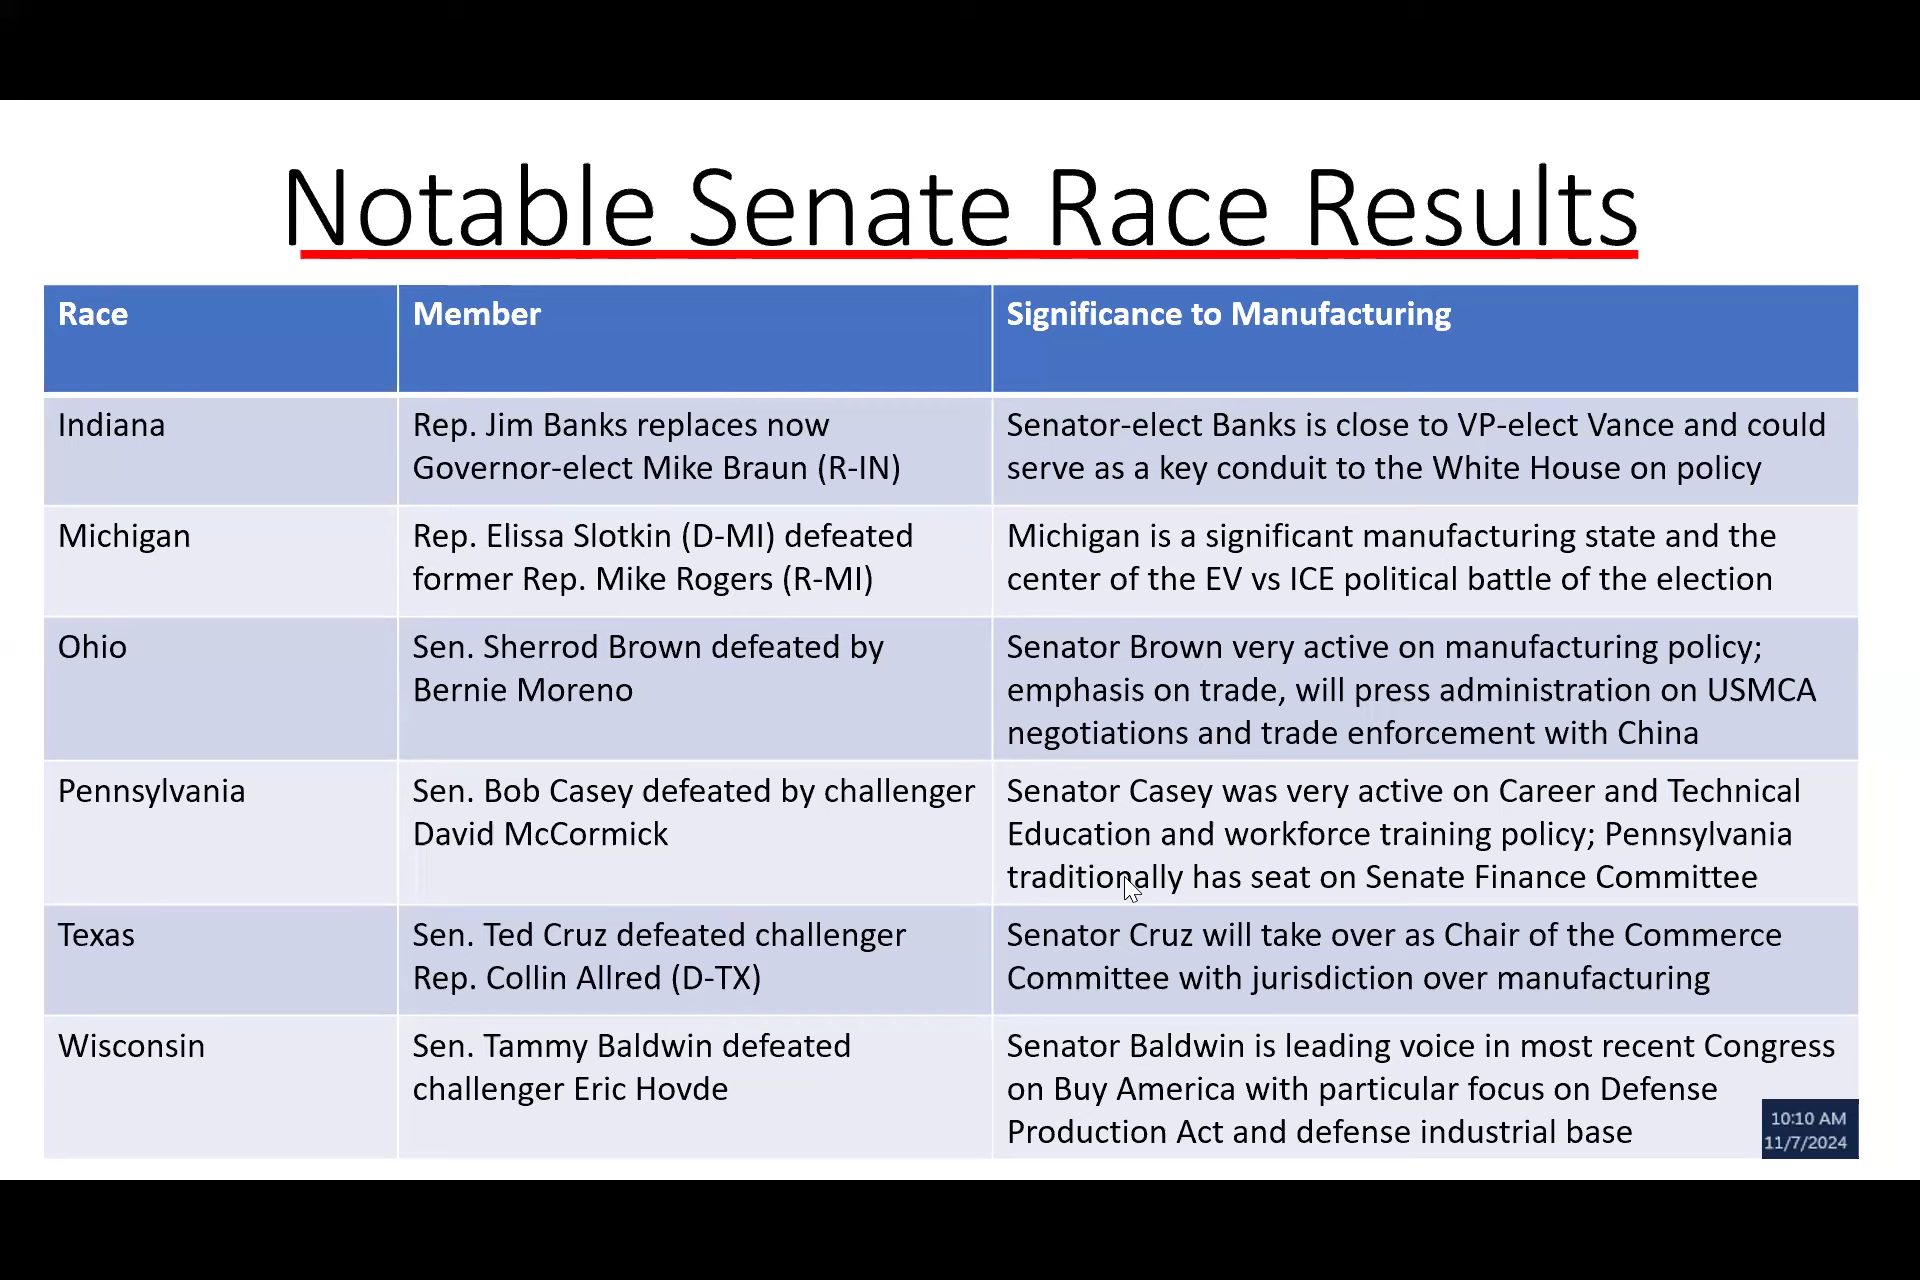 Notable Senate Race Results
Race
Member
Significance to Manufacturing
Indiana
Rep. Jim Banks replaces now
Governor-elect Mike Braun (R-IN)
Senator-elect Banks is close to VP-elect Vance and could
serve as a key conduit to the White House on policy
Michigan
Rep. Elissa Slotkin (D-MI) defeated
former Rep. Mike Rogers (R-MI)
Michigan is a significant manufacturing state and the
center of the EV vs ICE political battle of the election
Ohio
Sen. Sherrod Brown defeated by
Bernie Moreno
Senator Brown very active on manufacturing policy;
emphasis on trade, will press administration on USMCA
negotiations and trade enforcement with China
Pennsylvania
Sen. Bob Casey defeated by challenger
David McCormick
Senator Casey was very active on Career and Technical
Education and workforce training policy; Pennsylvania
traditionally has seat on Senate Finance Committee
Texas
Sen. Ted Cruz defeated challenger
Rep. Collin Allred (D-TX)
Senator Cruz will take over as Chair of the Commerce
Committee with jurisdiction over manufacturing
Wisconsin
Sen. Tammy Baldwin defeated
challenger Eric Hovde
Senator Baldwin is leading voice in most recent Congress
on Buy America with particular focus on Defense
Production Act and defense industrial base
10:10 AM
11/7/2024